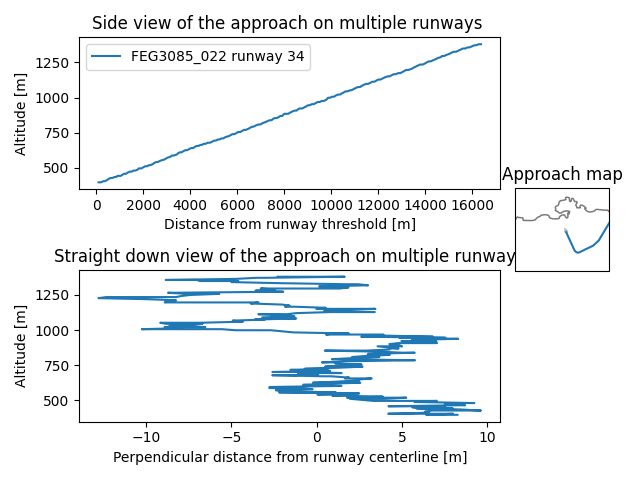 Side view of the approach on multiple runways
FEG3085_022 runway 34
Altitude [m]
1250
1000
750
500
0 2000 4000 6000 8000 10000 12000 14000 16000
Distance from runway threshold [m]
Approach map
Straight down view of the approach on multiple runway
Altitude [m]
1250
1000
750
500
−10 −5 0 5 10
Perpendicular distance from runway centerline [m]